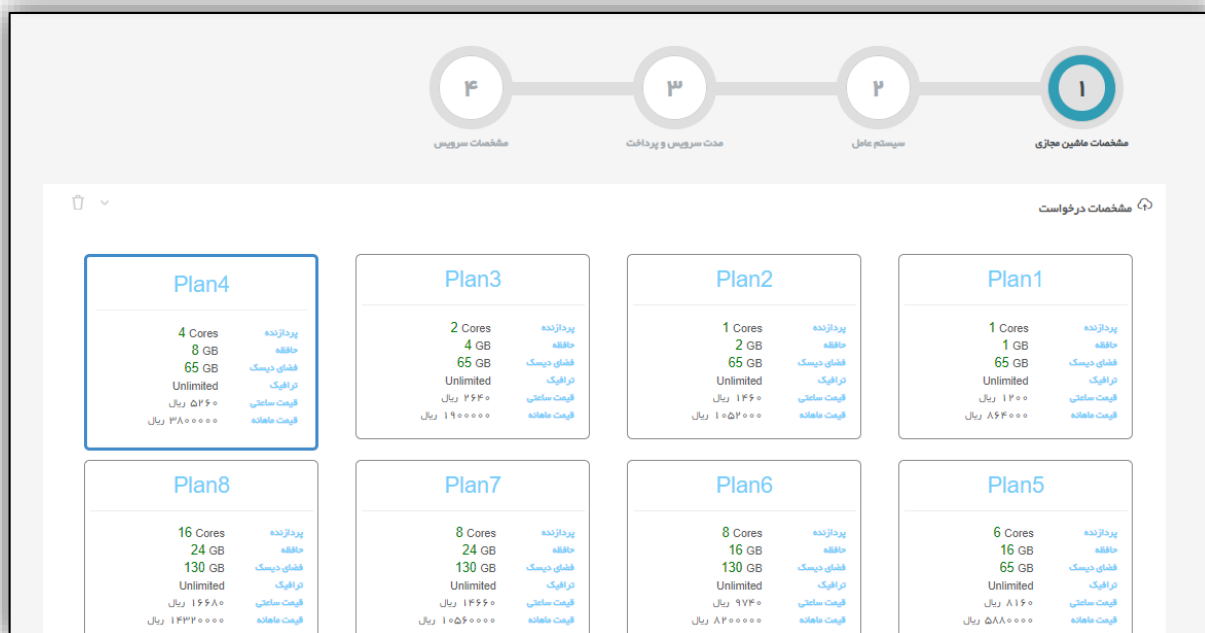 ۱
۲
۳
۴
مشخصات ماشین مجازی
سیستم عامل
مدت سرویس و پرداخت
مشخصات سرویس
مشخصات درخواست
Plan1
پردازنده 1 Cores
حافظه 1 GB
فضای دیسک 65 GB
ترافیک Unlimited
قیمت ساعتی ۱۲۰۰ ریال
قیمت ماهانه ۸۶۴۰۰۰ ریال
Plan2
پردازنده 1 Cores
حافظه 2 GB
فضای دیسک 65 GB
ترافیک Unlimited
قیمت ساعتی ۱۴۶۰ ریال
قیمت ماهانه ۱۰۵۲۰۰۰ ریال
Plan3
پردازنده 2 Cores
حافظه 4 GB
فضای دیسک 65 GB
ترافیک Unlimited
قیمت ساعتی ۲۶۴۰ ریال
قیمت ماهانه ۱۹۰۰۰۰۰ ریال
Plan4
پردازنده 4 Cores
حافظه 8 GB
فضای دیسک 65 GB
ترافیک Unlimited
قیمت ساعتی ۵۲۶۰ ریال
قیمت ماهانه ۳۸۰۰۰۰۰ ریال
Plan5
پردازنده 6 Cores
حافظه 16 GB
فضای دیسک 65 GB
ترافیک Unlimited
قیمت ساعتی ۸۱۶۰ ریال
قیمت ماهانه ۵۸۸۰۰۰۰ ریال
Plan6
پردازنده 8 Cores
حافظه 16 GB
فضای دیسک 130 GB
ترافیک Unlimited
قیمت ساعتی ۹۷۴۰ ریال
قیمت ماهانه ۸۲۰۰۰۰۰ ریال
Plan7
پردازنده 8 Cores
حافظه 24 GB
فضای دیسک 130 GB
ترافیک Unlimited
قیمت ساعتی ۱۴۶۶۰ ریال
قیمت ماهانه ۱۰۵۶۰۰۰۰ ریال
Plan8
پردازنده 16 Cores
حافظه 24 GB
فضای دیسک 130 GB
ترافیک Unlimited
قیمت ساعتی ۱۶۶۸۰ ریال
قیمت ماهانه ۱۴۳۲۰۰۰۰ ریال